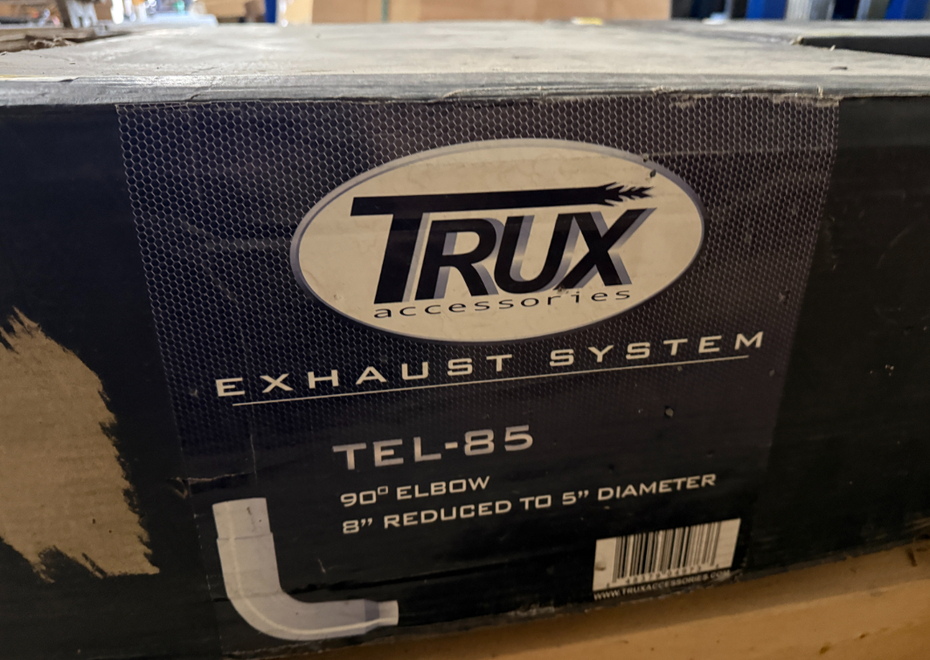 TRUX
accessories
EXHAUST SYSTEM
TEL-85
90° ELBOW
8” REDUCED TO 5” DIAMETER
WWW.TRUXACCESSORIES.COM